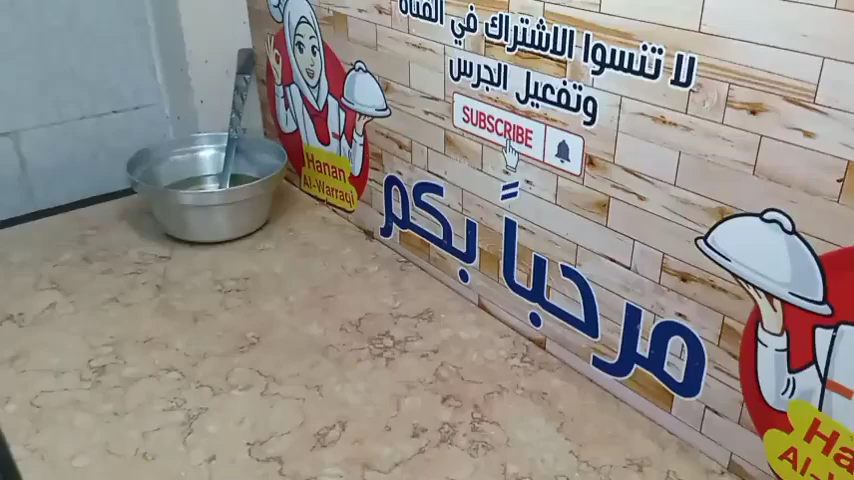 لا تنسوا الاشتراك في القناة
وتفعيل الجرس
SUBSCRIBE
مرحباً بكم
Hanan
Al-Warraqi